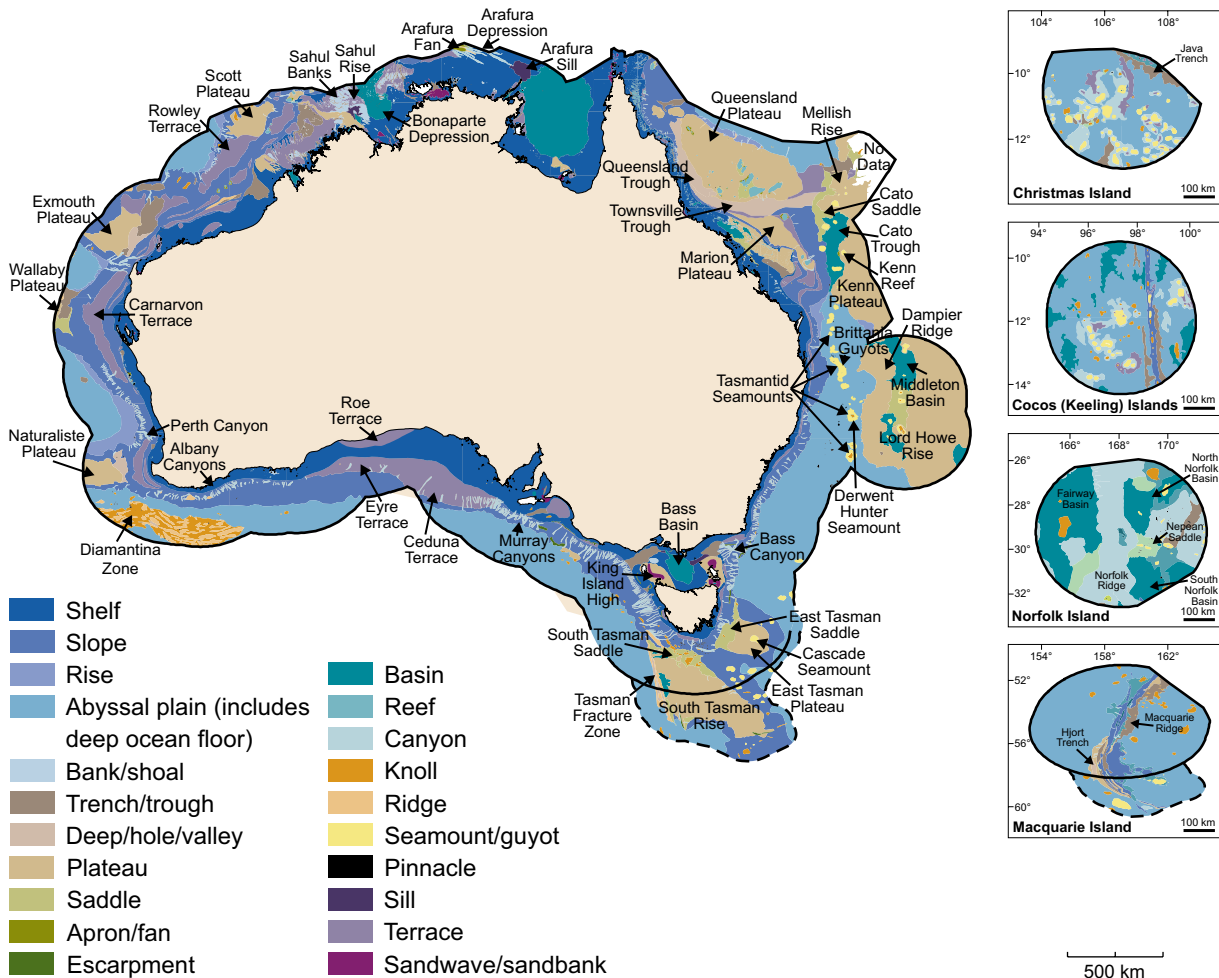 Arafura
Depression
Arafura
Fan
Arafura
Sill
Sahul
Rise
Sahul
Banks
Scott
Plateau
Rowley
Terrace
Bonaparte
Depression
Queensland
Plateau
Mellish
Rise
No
Data
Queensland
Trough
Townsville
Trough
Cato
Saddle
Cato
Trough
Marion
Plateau
Kenn
Reef
Kenn
Plateau
Exmouth
Plateau
Wallaby
Plateau
Carnarvon
Terrace
Dampier
Ridge
Brittania
Guyots
Tasmantid
Seamounts
Middleton
Basin
Lord Howe
Rise
Derwent
Hunter
Seamount
Naturaliste
Plateau
Perth Canyon
Albany
Canyons
Roe
Terrace
Eyre
Terrace
Ceduna
Terrace
Murray
Canyons
Diamantina
Zone
Bass
Basin
Bass
Canyon
King
Island
High
East Tasman
Saddle
South Tasman
Saddle
Cascade
Seamount
East Tasman
Plateau
Tasman
Fracture
Zone
South Tasman
Rise
Shelf
Slope
Rise
Abyssal plain (includes
deep ocean floor)
Bank/shoal
Trench/trough
Deep/hole/valley
Plateau
Saddle
Apron/fan
Escarpment
Basin
Reef
Canyon
Knoll
Ridge
Seamount/guyot
Pinnacle
Sill
Terrace
Sandwave/sandbank
104° 106° 108°
10°
12°
Java
Trench
Christmas Island
100 km
94° 96° 98° 100°
10°
12°
14°
Cocos (Keeling) Islands
100 km
166° 168° 170°
26°
28°
30°
32°
North
Norfolk
Basin
Fairway
Basin
Nepean
Saddle
Norfolk
Ridge
South
Norfolk
Basin
Norfolk Island
100 km
154° 158° 162°
52°
56°
60°
Macquarie
Ridge
Hjort
Trench
Macquarie Island
100 km
500 km